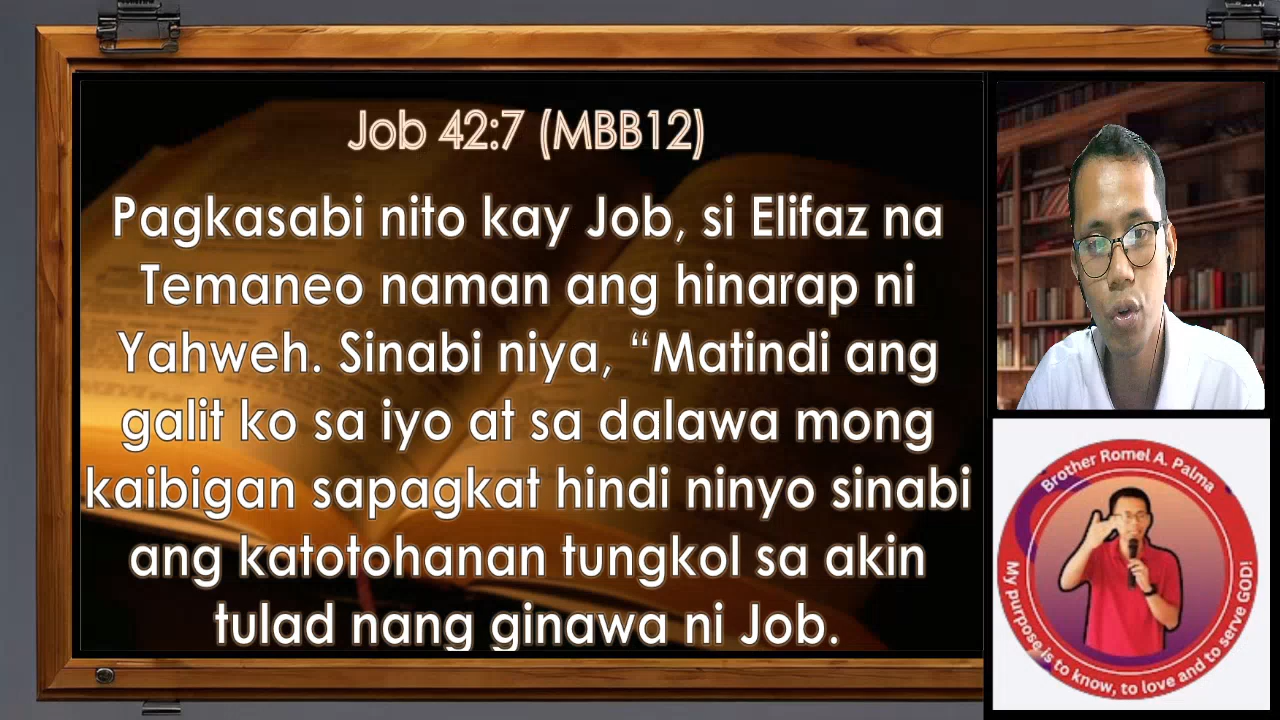 Job 42:7 (MBB12)
Pagkasabi nito kay Job, si Elifaz na
Temaneo naman ang hinarap ni
Yahweh. Sinabi niya, “Matindi ang
galit ko sa iyo at sa dalawa mong
kaibigan sapagkat hindi ninyo sinabi
ang katotohanan tungkol sa akin
tulad nang ginawa ni Job.
Brother Romel A. Palma
My purpose is to know, to love and to serve GOD!